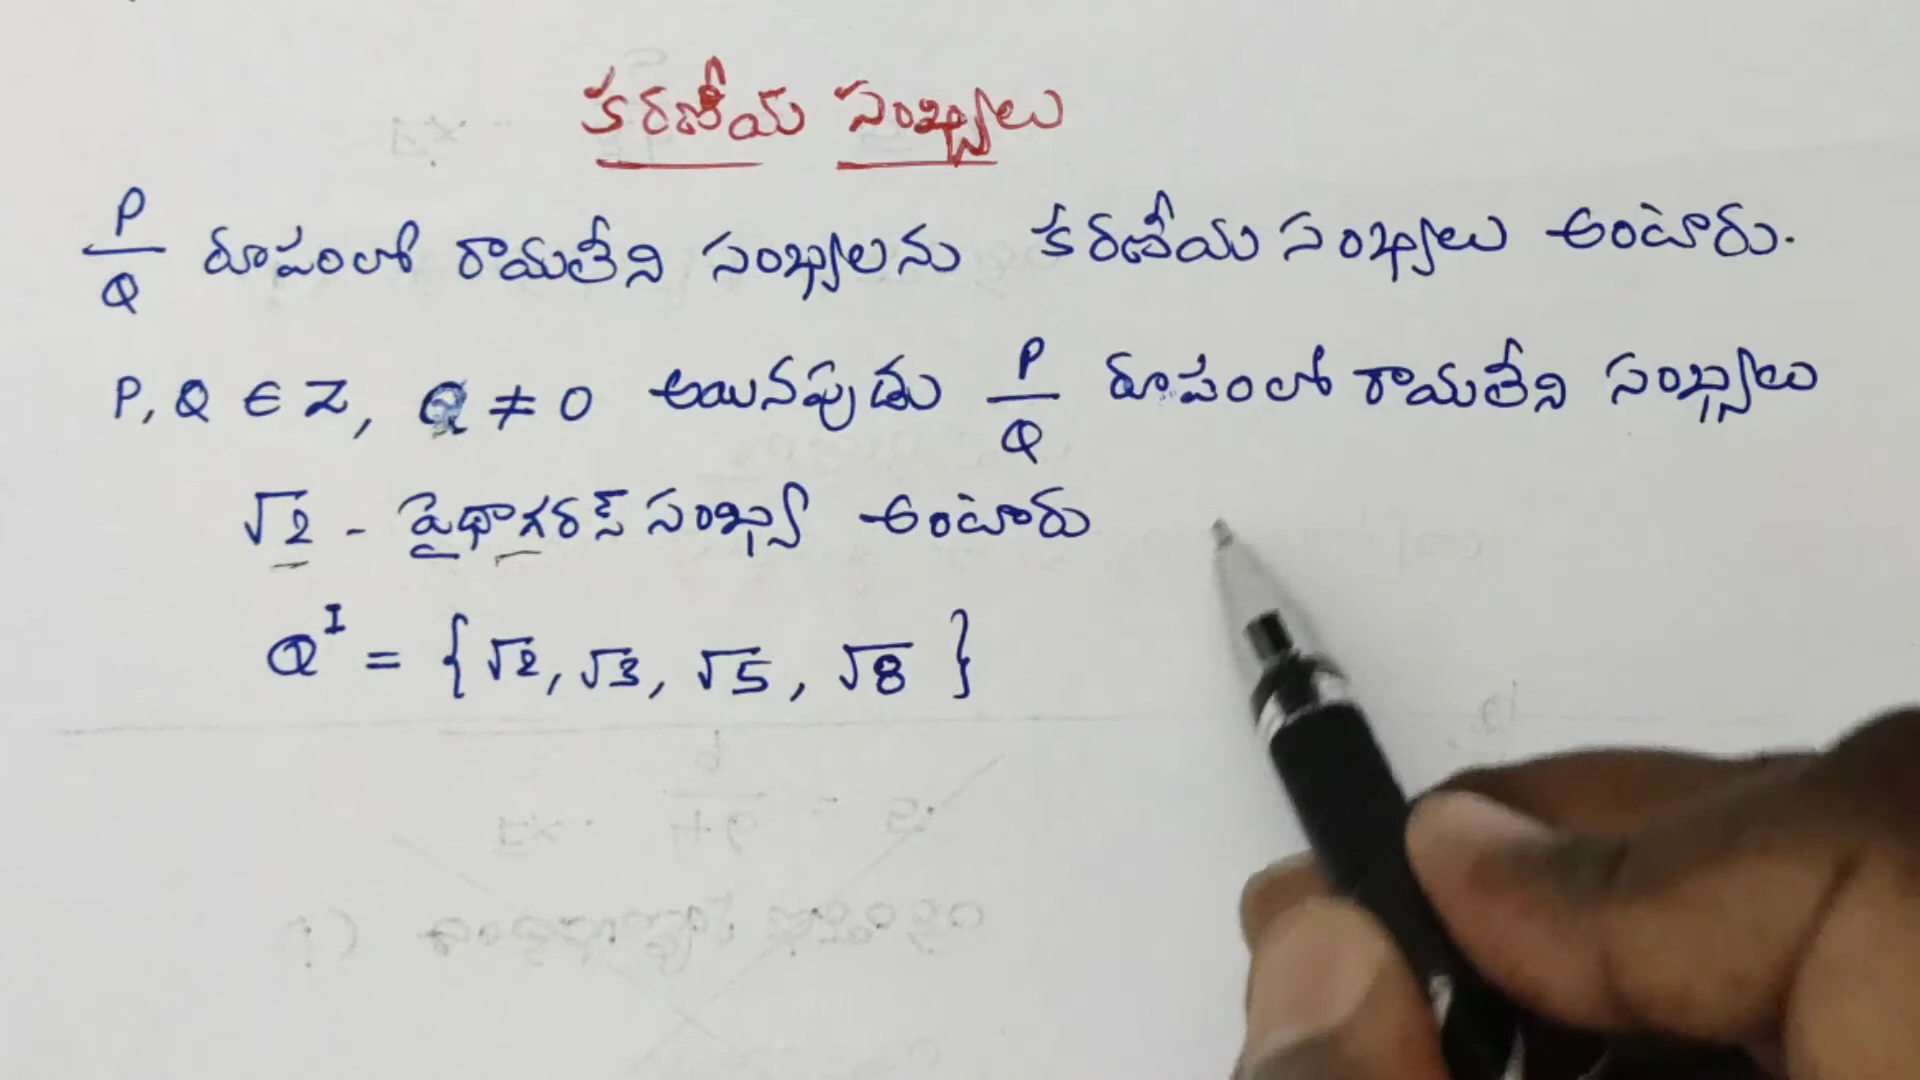 కరణీయ సంఖ్యలు
P/Q రూపంలో రాయలేని సంఖ్యలను కరణీయ సంఖ్యలు అంటారు.
P, Q ∈ Z, Q ≠ 0 అయినపుడు P/Q రూపంలో రాయలేని సంఖ్యలు
√2 - పైథాగరస్ సంఖ్య అంటారు
Q^I = {√2, √3, √5, √8}